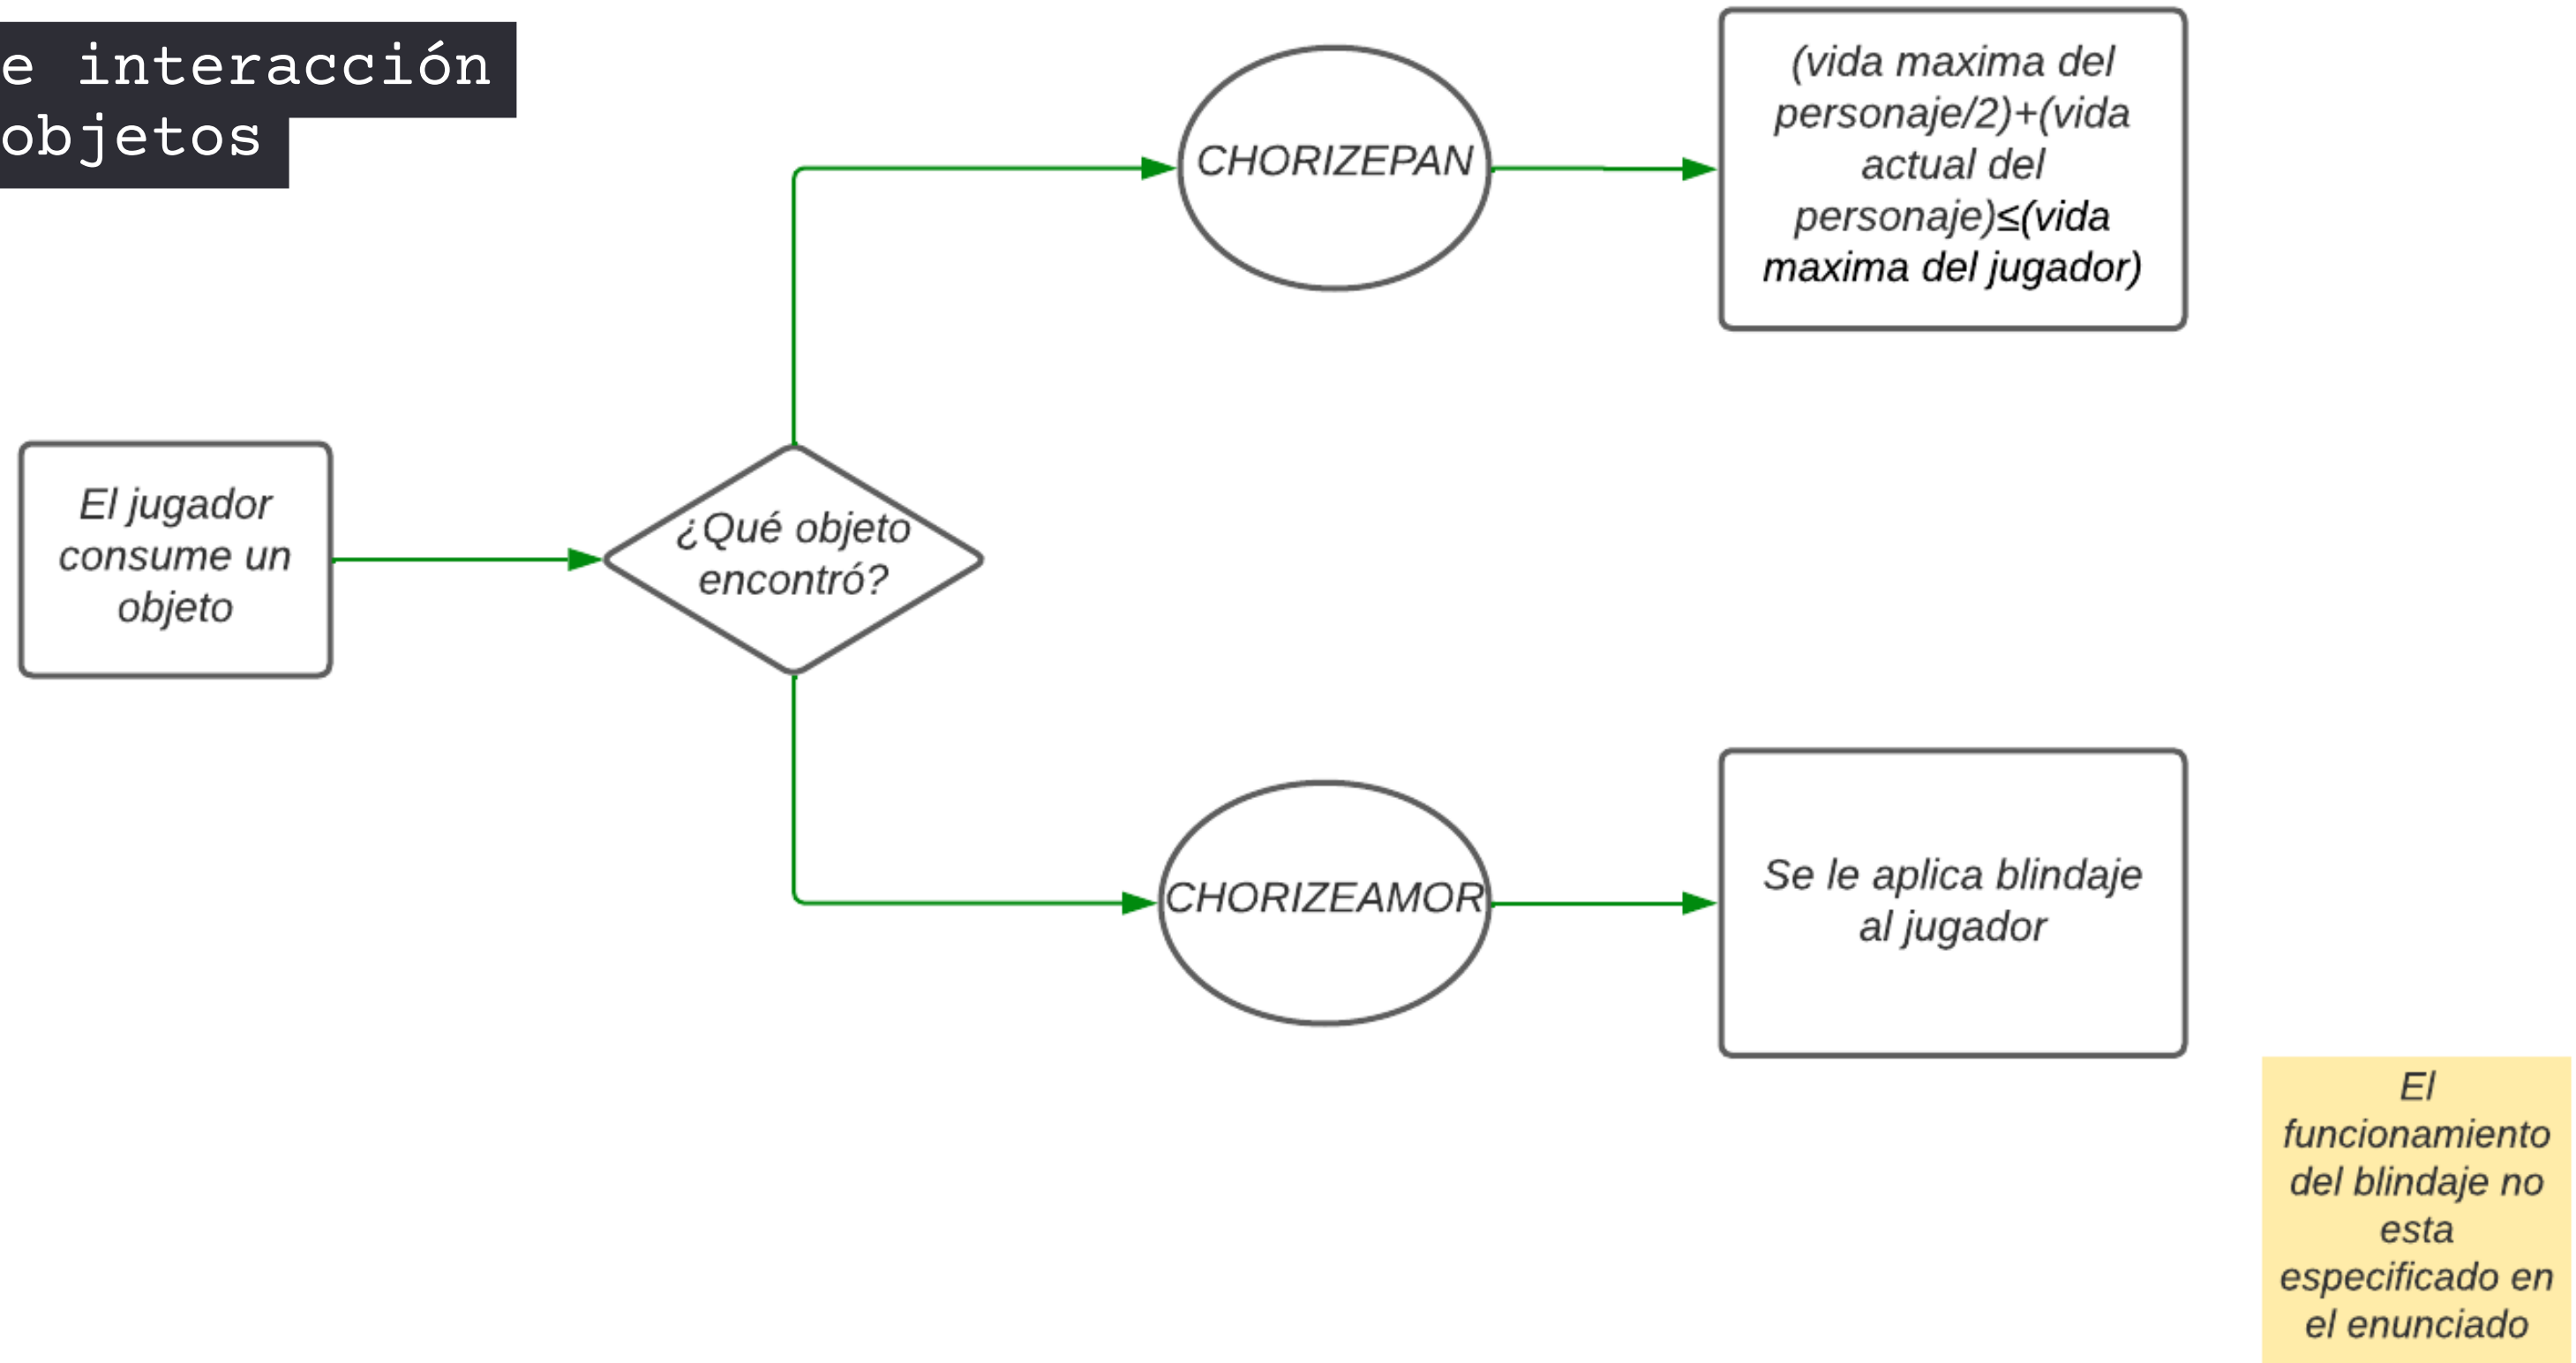 e interacción
objetos
(vida maxima del
personaje/2)+(vida
actual del
personaje)≤(vida
maxima del jugador)
CHORIZEPAN
El jugador
consume un
objeto
¿Qué objeto
encontró?
CHORIZEAMOR
Se le aplica blindaje
al jugador
El
funcionamiento
del blindaje no
esta
especificado en
el enunciado